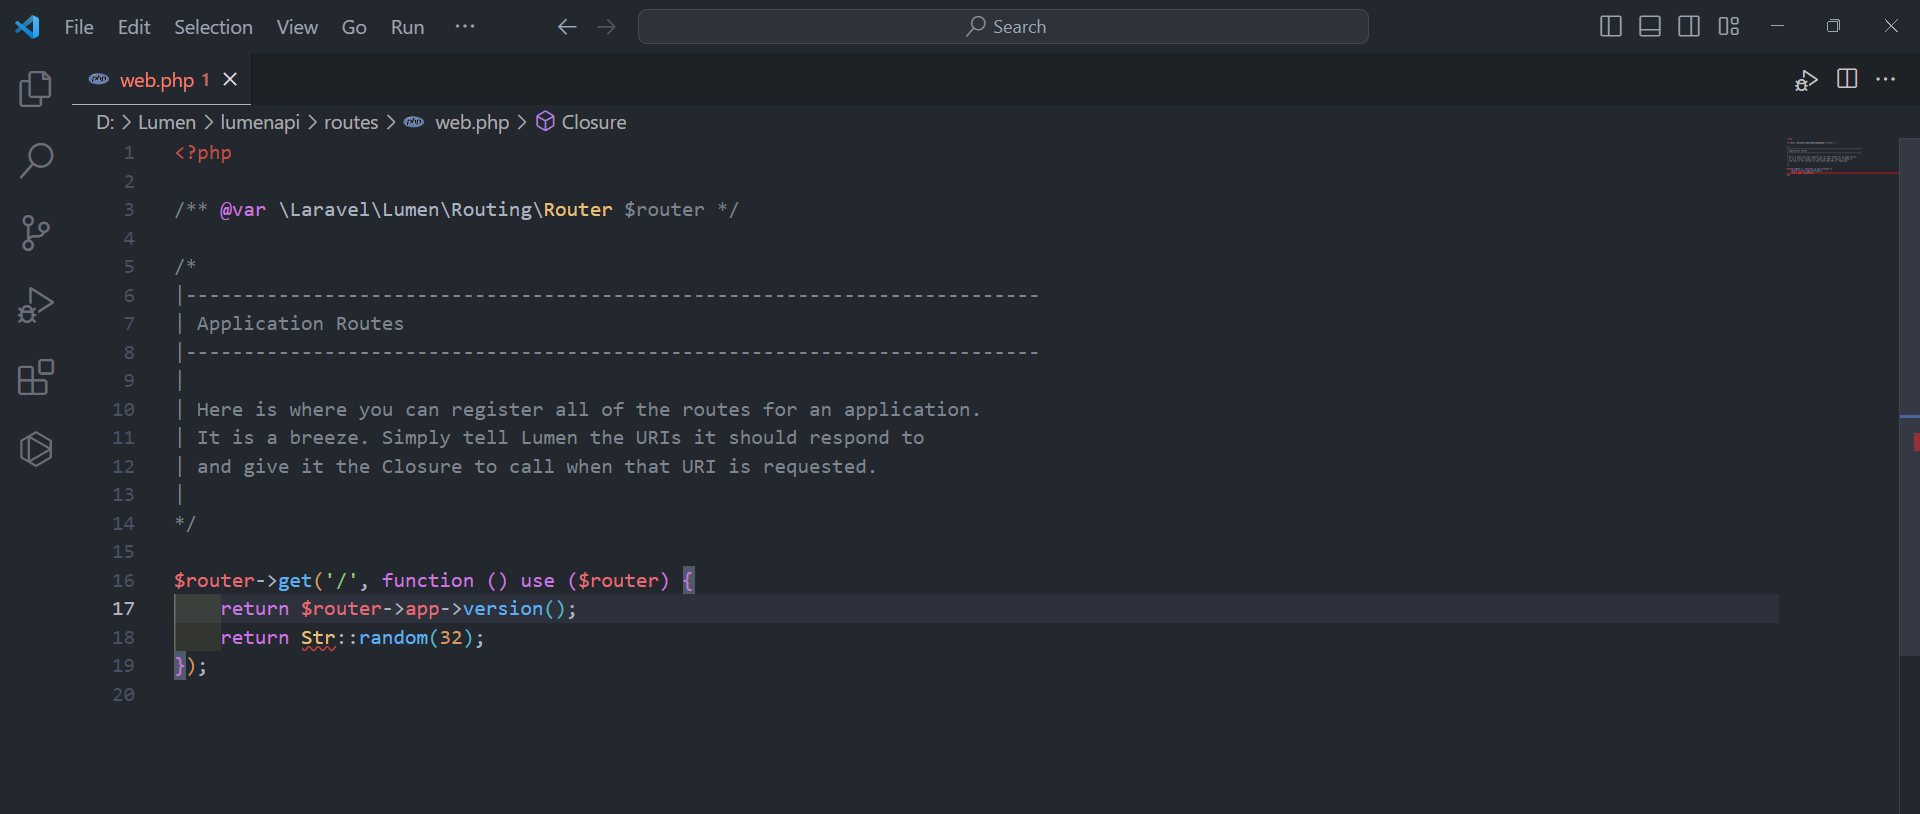 File Edit Selection View Go Run ··· Search
web.php 1
D: > Lumen > lumenapi > routes > php web.php > Closure
1 <?php
2
3 /** @var \Laravel\Lumen\Routing\Router $router */
4
5 /*
6 |--------------------------------------------------------------------------
7 | Application Routes
8 |--------------------------------------------------------------------------
9 |
10 | Here is where you can register all of the routes for an application.
11 | It is a breeze. Simply tell Lumen the URIs it should respond to
12 | and give it the Closure to call when that URI is requested.
13 |
14 */
15
16 $router->get('/', function () use ($router) {
17     return $router->app->version();
18     return Str::random(32);
19 });
20